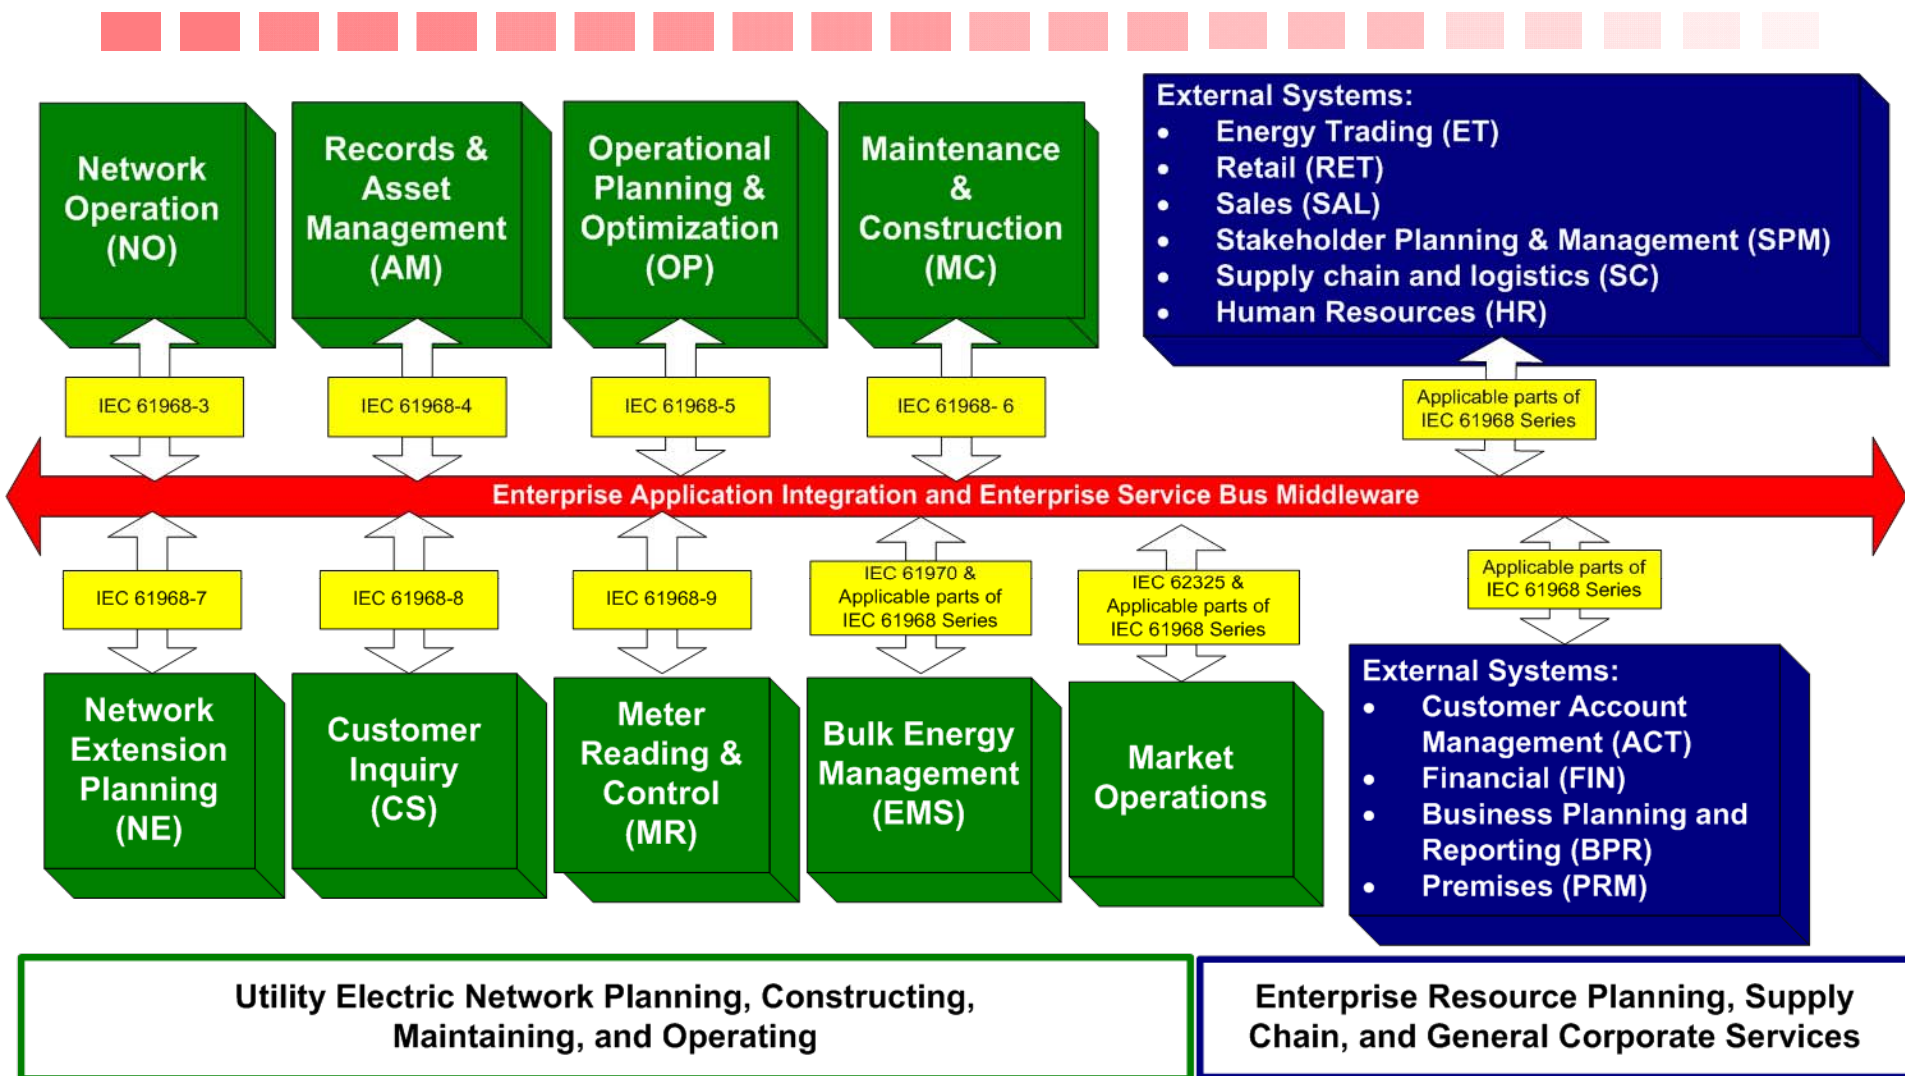 Network
Operation
(NO)
Records &
Asset
Management
(AM)
Operational
Planning &
Optimization
(OP)
Maintenance
&
Construction
(MC)
External Systems:
• Energy Trading (ET)
• Retail (RET)
• Sales (SAL)
• Stakeholder Planning & Management (SPM)
• Supply chain and logistics (SC)
• Human Resources (HR)
IEC 61968-3
IEC 61968-4
IEC 61968-5
IEC 61968- 6
Applicable parts of
IEC 61968 Series
Enterprise Application Integration and Enterprise Service Bus Middleware
IEC 61968-7
IEC 61968-8
IEC 61968-9
IEC 61970 &
Applicable parts of
IEC 61968 Series
IEC 62325 &
Applicable parts of
IEC 61968 Series
Applicable parts of
IEC 61968 Series
Network
Extension
Planning
(NE)
Customer
Inquiry
(CS)
Meter
Reading &
Control
(MR)
Bulk Energy
Management
(EMS)
Market
Operations
External Systems:
• Customer Account
Management (ACT)
• Financial (FIN)
• Business Planning and
Reporting (BPR)
• Premises (PRM)
Utility Electric Network Planning, Constructing,
Maintaining, and Operating
Enterprise Resource Planning, Supply
Chain, and General Corporate Services